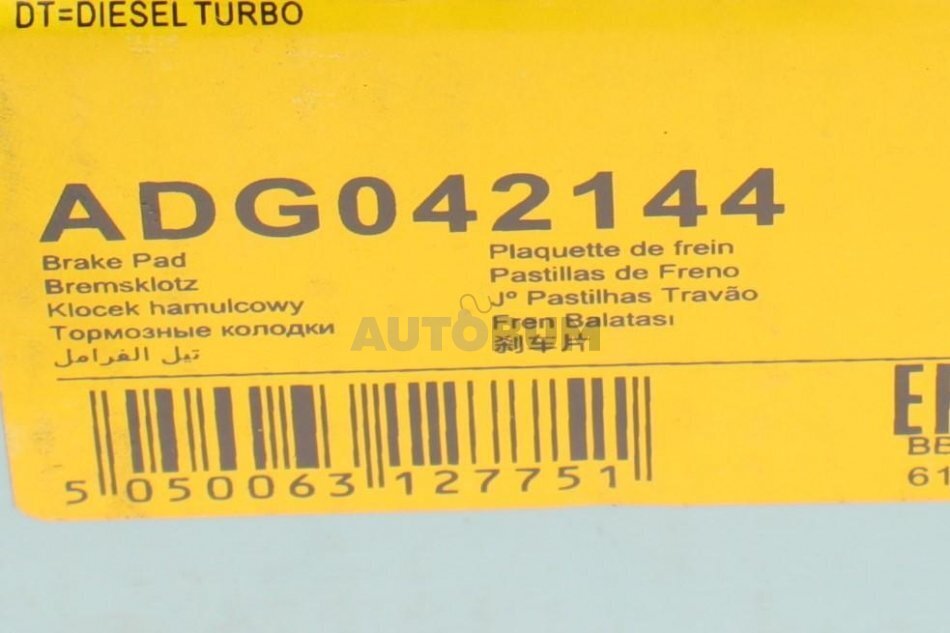 DT=DIESEL TURBO
ADG042144
Brake Pad
Bremsklotz
Klocek hamulcowy
Тормозные колодки
تيل الفرامل
Plaquette de frein
Pastillas de Freno
Jº Pastilhas Travão
Fren Balatası
刹车片
AUTOBUM
5 050063 127751
BE
61